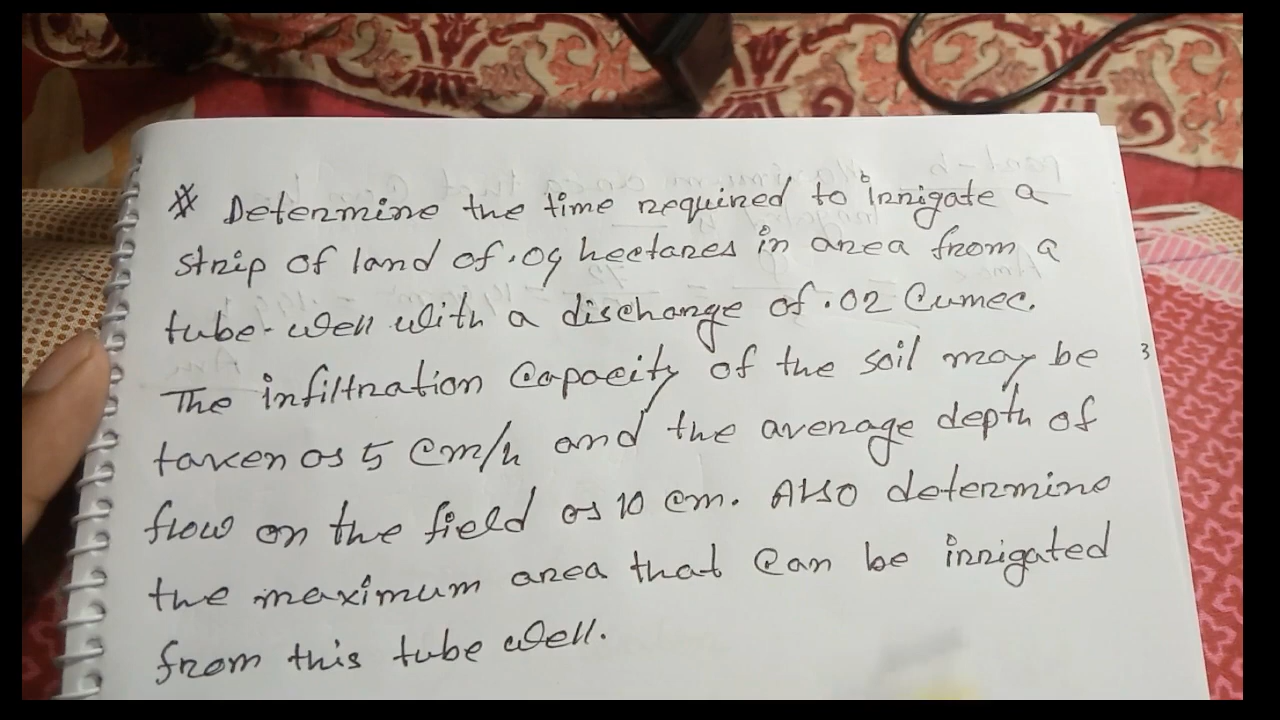 * Determine the time required to irrigate a
strip of land of .04 hectares in area from a
tube-well with a discharge of .02 Cumec.
The infiltration Capacity of the soil may be
taken as 5 cm/h and the average depth of
flow on the field as 10 cm. Also determine
the maximum area that can be irrigated
from this tube well.
3